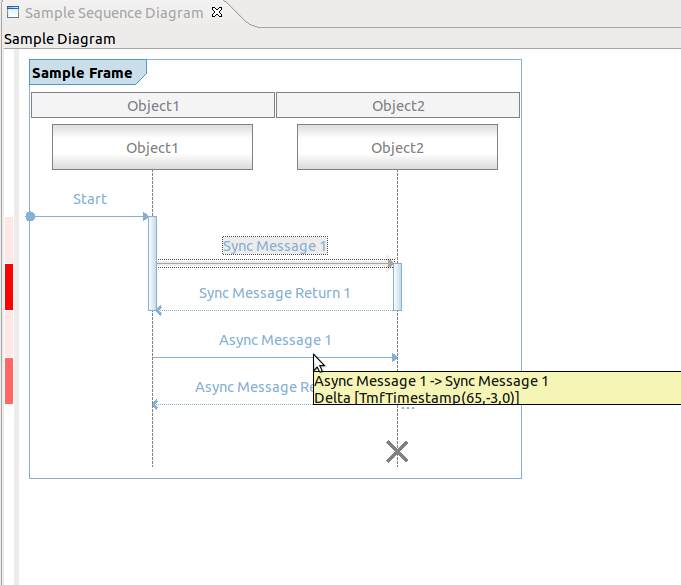 Sample Sequence Diagram
Sample Diagram
Sample Frame
Object1 Object2
Object1 Object2
Start
Sync Message 1
Sync Message Return 1
Async Message 1
Async Message
Async Message 1 -> Sync Message 1
Delta [TmfTimestamp(65,-3,0)]